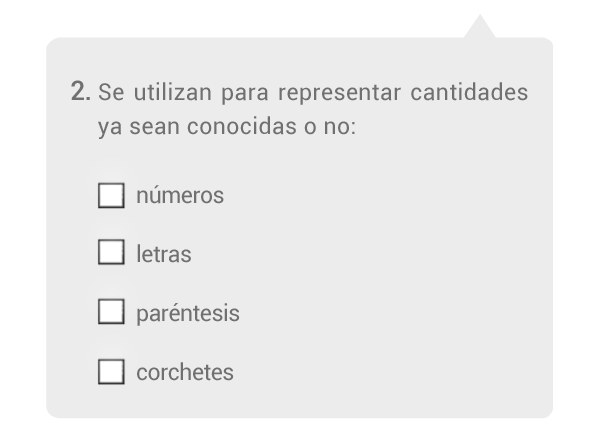 2. Se utilizan para representar cantidades
ya sean conocidas o no:
números
letras
paréntesis
corchetes